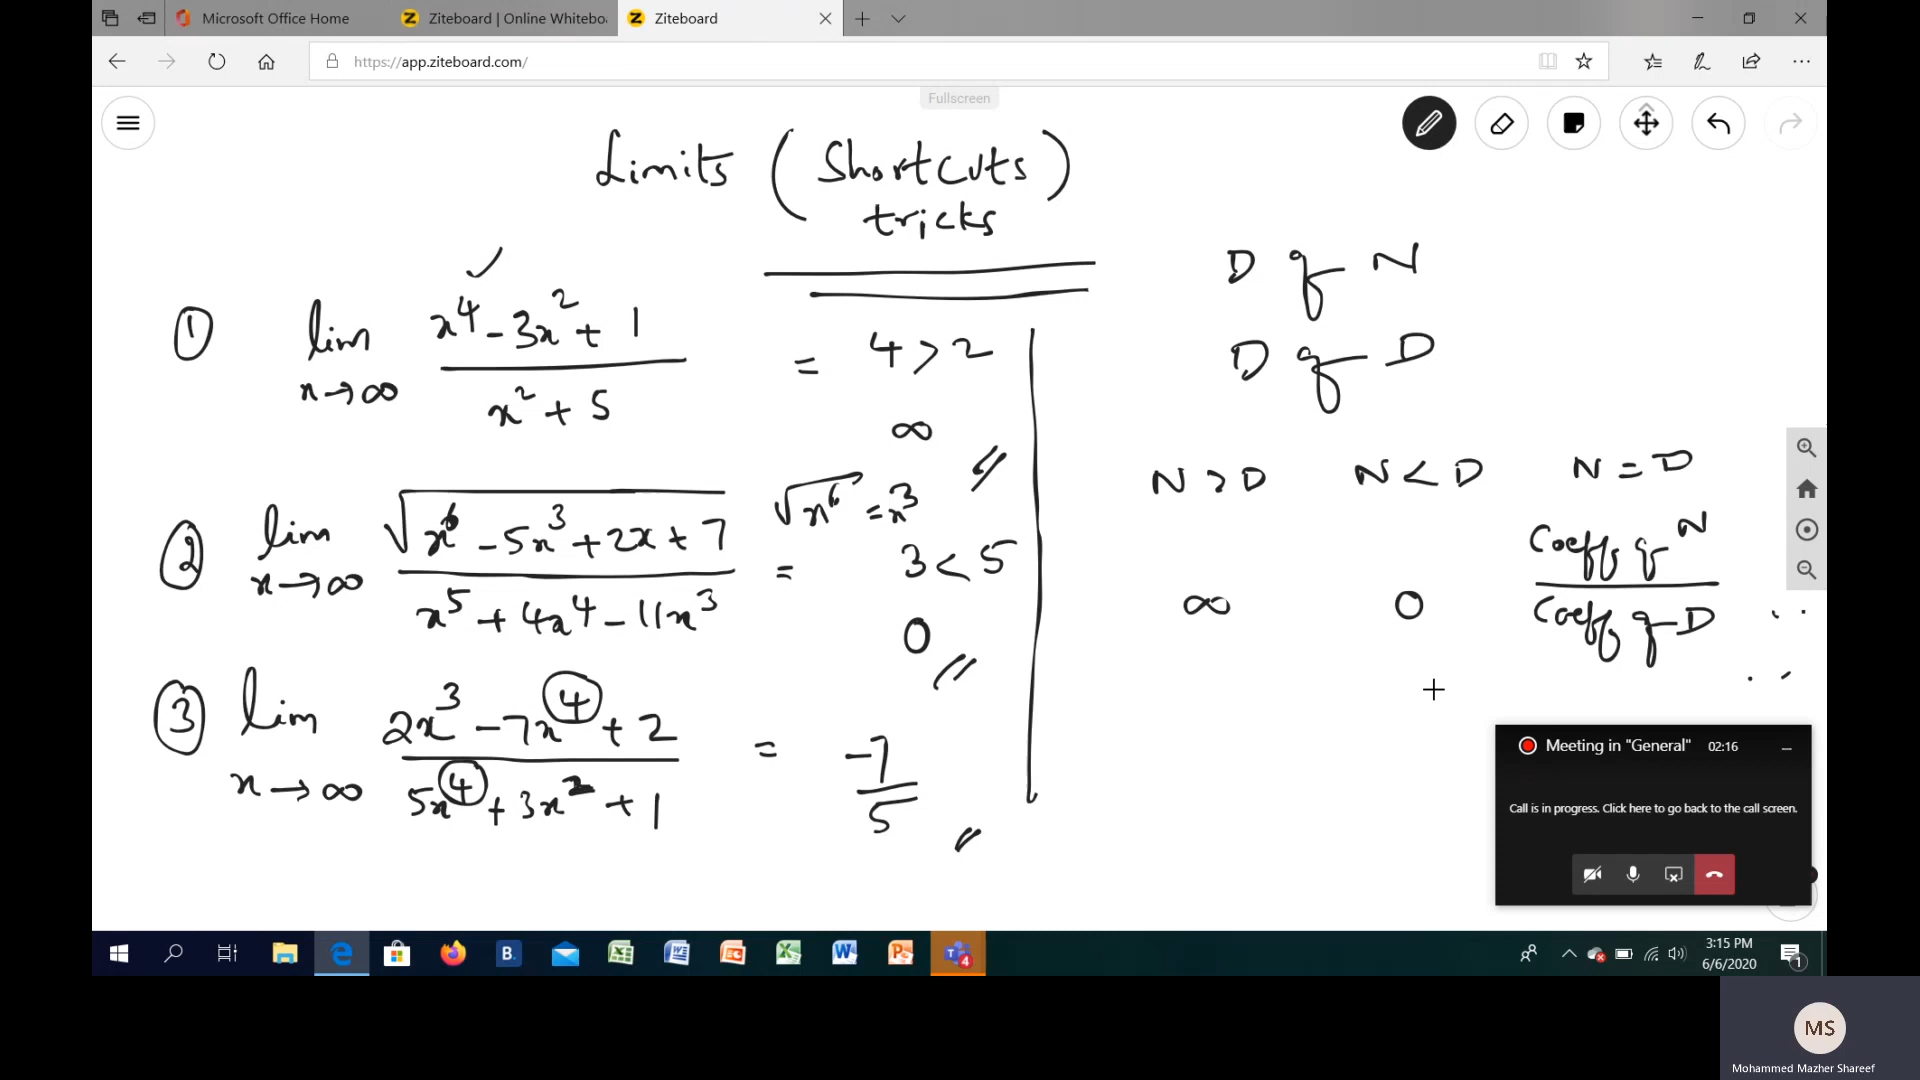 Microsoft Office Home
Ziteboard | Online Whitebo
Ziteboard
https://app.ziteboard.com/
Fullscreen
Limits (Shortcuts)
tricks
① lim x→∞ (x⁴ - 3x² + 1) / (x² + 5) = 4 > 2
∞
② lim x→∞ √(x⁶ - 5x³ + 2x + 7) / (x⁵ + 4x⁴ - 11x³) = 3 < 5
√x⁶ = x³
0
③ lim x→∞ (2x³ - 7x⁴ + 2) / (5x⁴ + 3x² + 1) = -7/5
D of N
D of D
N > D N < D N = D
∞ 0 Coeff of N / Coeff of D
Meeting in "General" 02:16
Call is in progress. Click here to go back to the call screen.
B.
4
3:15 PM
6/6/2020
1
MS
Mohammed Mazher Shareef